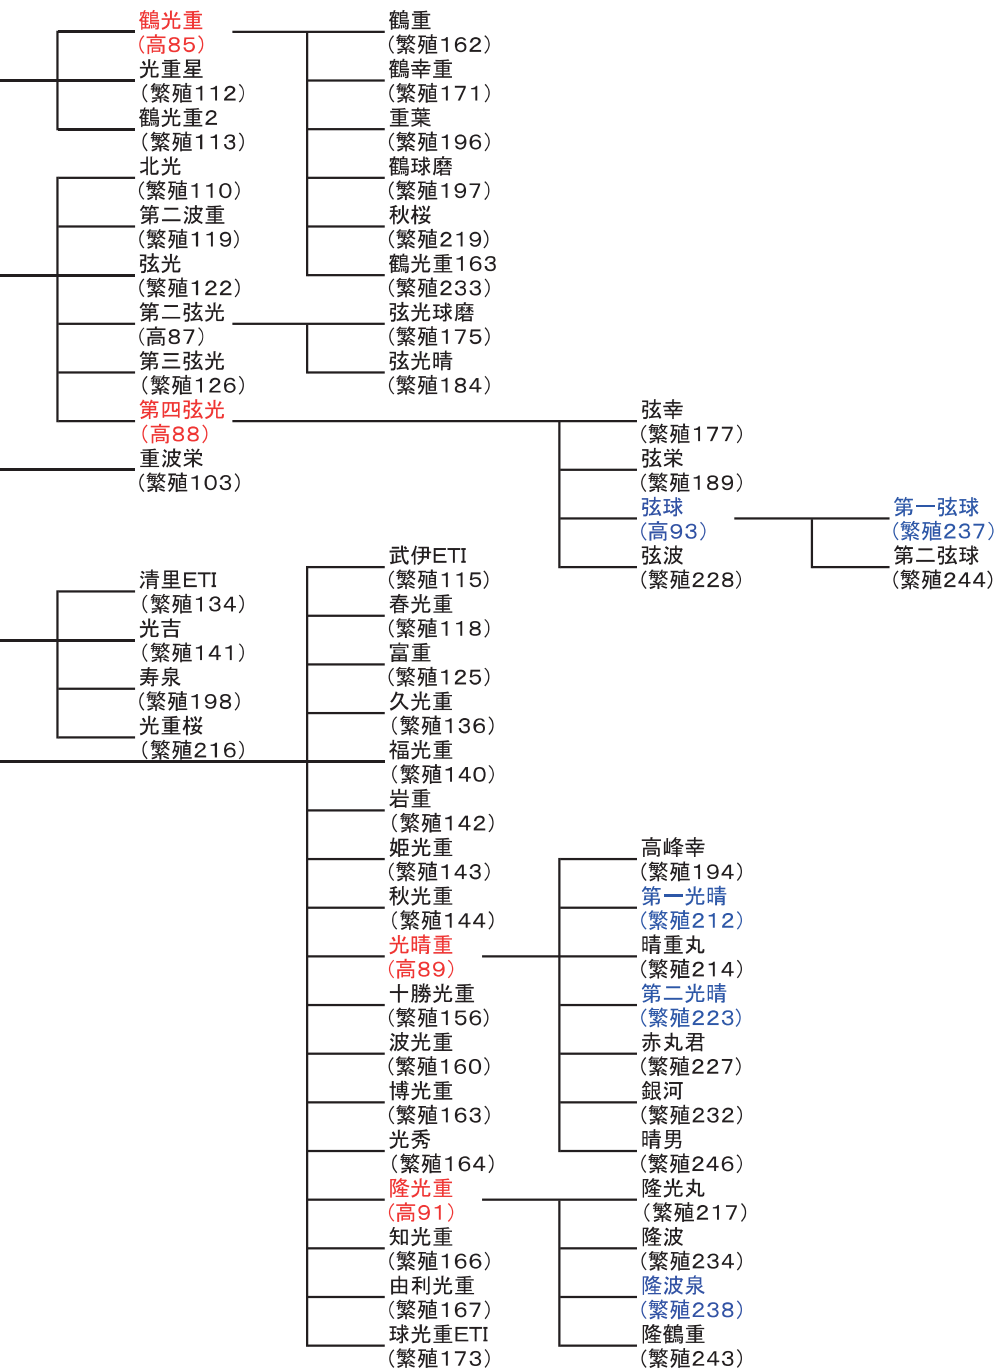 鶴光重
(高85)
光重星
(繁殖112)
鶴光重2
(繁殖113)
北光
(繁殖110)
第二波重
(繁殖119)
弦光
(繁殖122)
第二弦光
(高87)
第三弦光
(繁殖126)
第四弦光
(高88)
重波栄
(繁殖103)
鶴重
(繁殖162)
鶴幸重
(繁殖171)
重葉
(繁殖196)
鶴球磨
(繁殖197)
秋桜
(繁殖219)
鶴光重163
(繁殖233)
弦光球磨
(繁殖175)
弦光晴
(繁殖184)
弦幸
(繁殖177)
弦栄
(繁殖189)
弦球
(高93)
弦波
(繁殖228)
第一弦球
(繁殖237)
第二弦球
(繁殖244)
清里ETI
(繁殖134)
光吉
(繁殖141)
寿泉
(繁殖198)
光重桜
(繁殖216)
武伊ETI
(繁殖115)
春光重
(繁殖118)
富重
(繁殖125)
久光重
(繁殖136)
福光重
(繁殖140)
岩重
(繁殖142)
姫光重
(繁殖143)
秋光重
(繁殖144)
光晴重
(高89)
十勝光重
(繁殖156)
波光重
(繁殖160)
博光重
(繁殖163)
光秀
(繁殖164)
隆光重
(高91)
知光重
(繁殖166)
由利光重
(繁殖167)
球光重ETI
(繁殖173)
高峰幸
(繁殖194)
第一光晴
(繁殖212)
晴重丸
(繁殖214)
第二光晴
(繁殖223)
赤丸君
(繁殖227)
銀河
(繁殖232)
晴男
(繁殖246)
隆光丸
(繁殖217)
隆波
(繁殖234)
隆波泉
(繁殖238)
隆鶴重
(繁殖243)